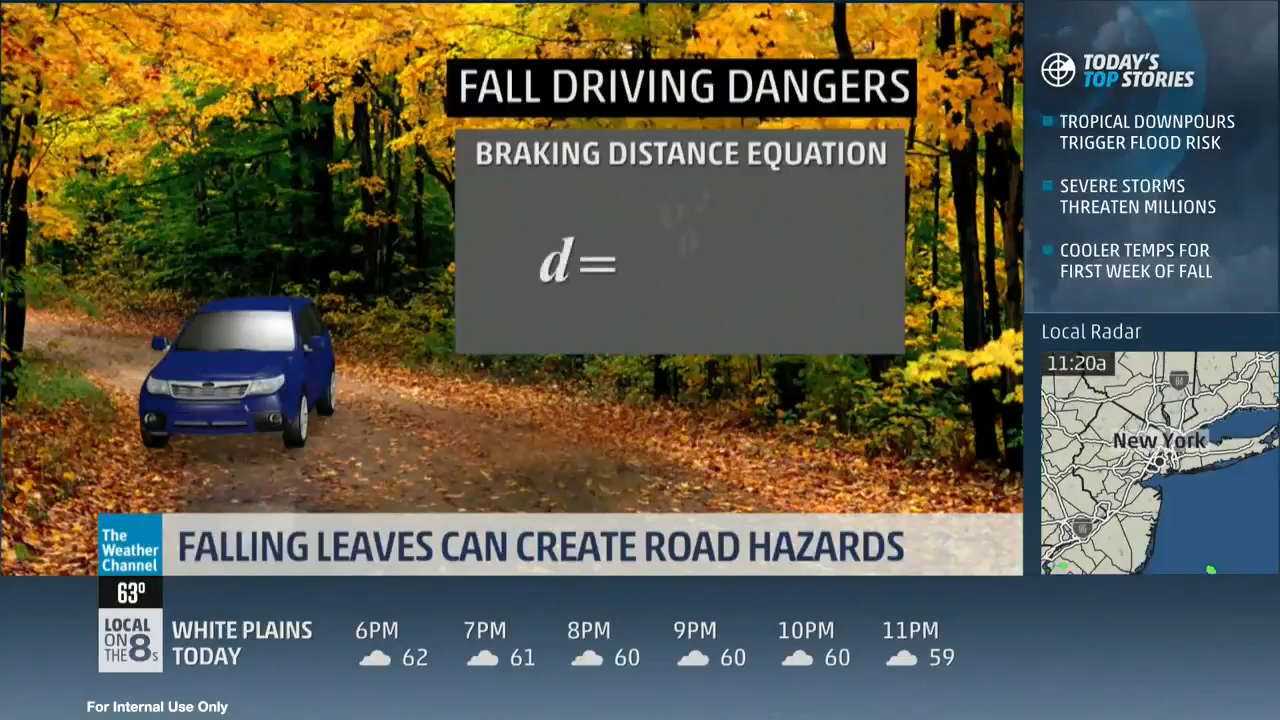 FALL DRIVING DANGERS
BRAKING DISTANCE EQUATION
d=
TODAY'S
TOP STORIES
TROPICAL DOWNPOURS
TRIGGER FLOOD RISK
SEVERE STORMS
THREATEN MILLIONS
COOLER TEMPS FOR
FIRST WEEK OF FALL
Local Radar
11:20a
84
New York
95
The
Weather
Channel
FALLING LEAVES CAN CREATE ROAD HAZARDS
63°
LOCAL
ON
THE 8s
WHITE PLAINS
TODAY
6PM 7PM 8PM 9PM 10PM 11PM
62 61 60 60 60 59
For Internal Use Only